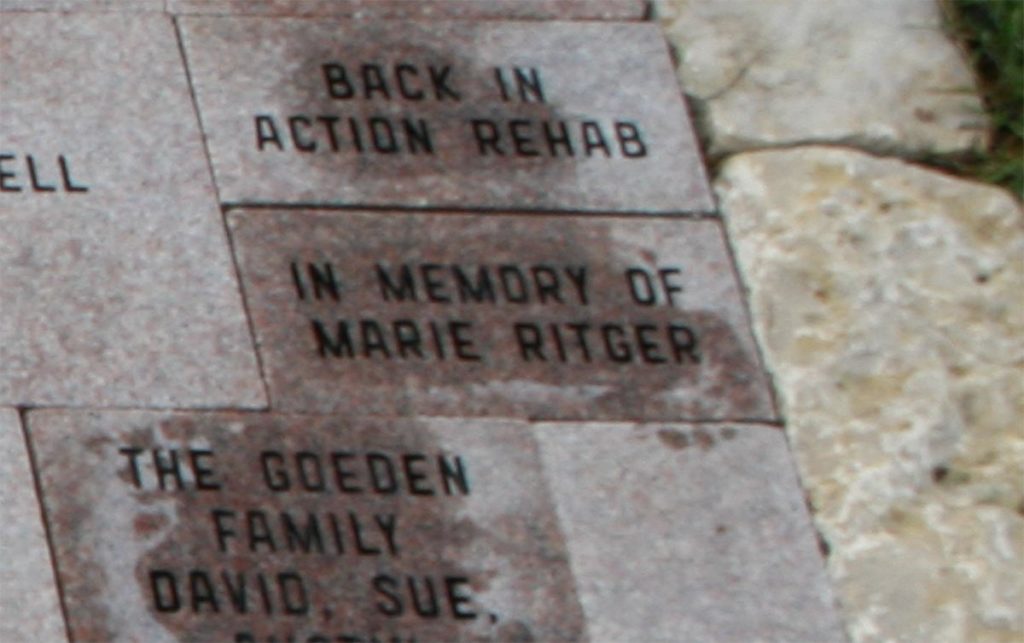 BACK IN
ACTION REHAB
ELL
IN MEMORY OF
MARIE RITGER
THE GOEDEN
FAMILY
DAVID, SUE,